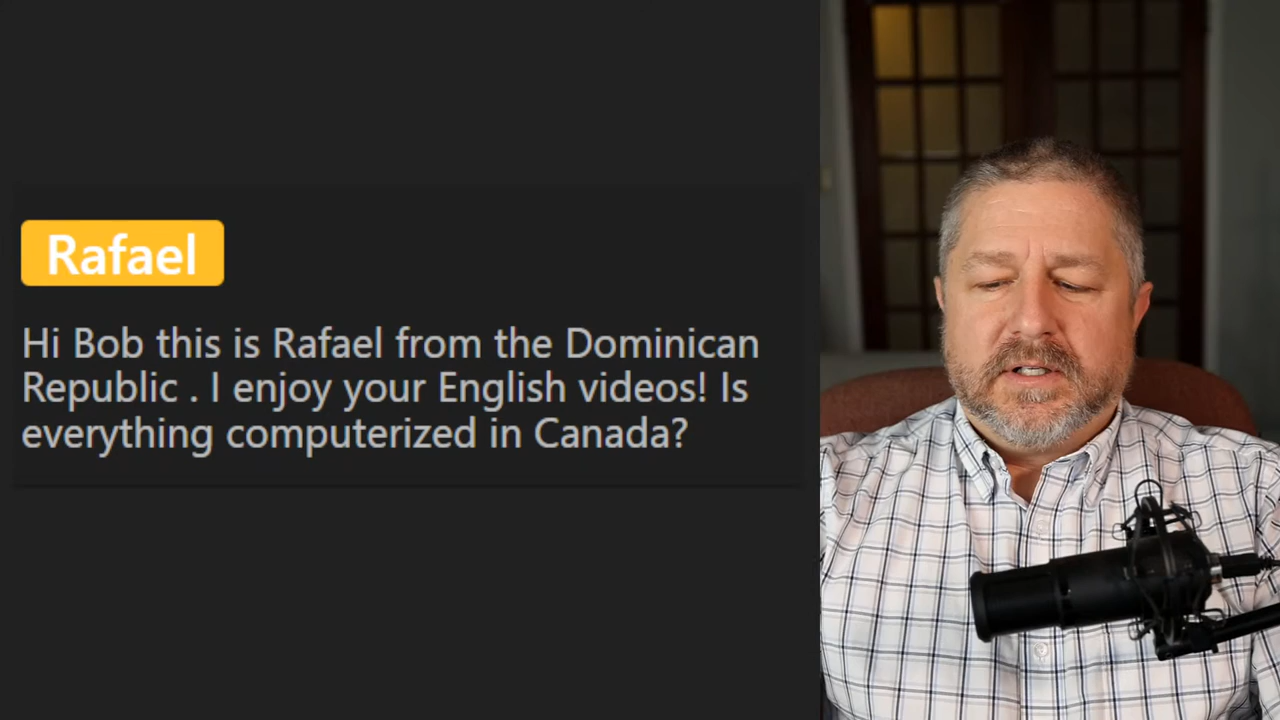 Rafael
Hi Bob this is Rafael from the Dominican
Republic . I enjoy your English videos! Is
everything computerized in Canada?